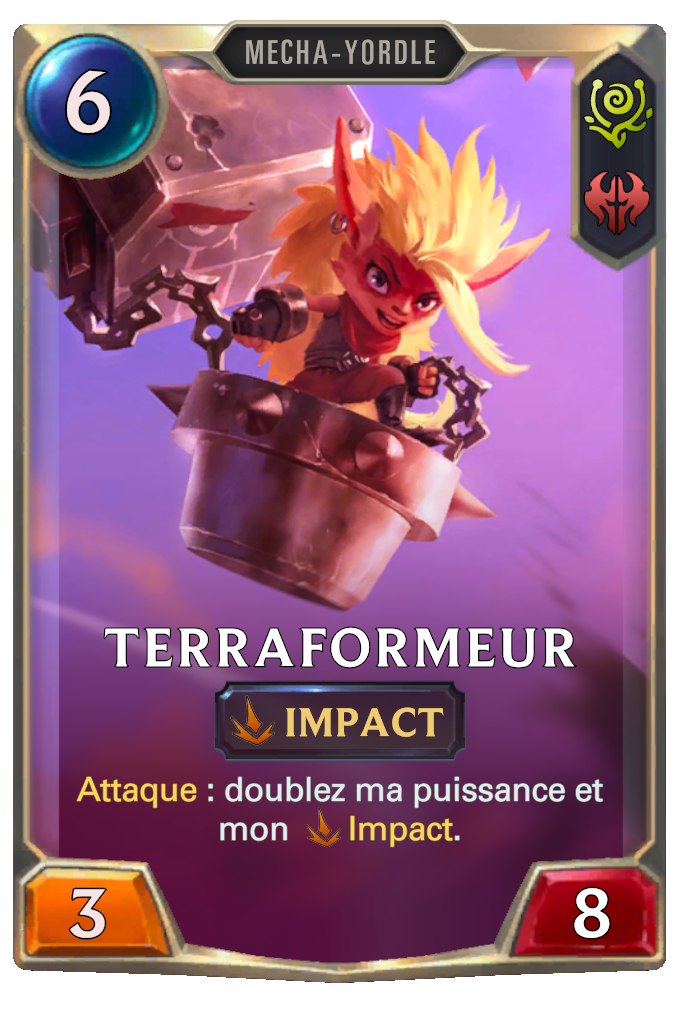 6
MECHA-YORDLE
TERRAFORMEUR
IMPACT
Attaque : doublez ma puissance et
mon Impact.
3
8